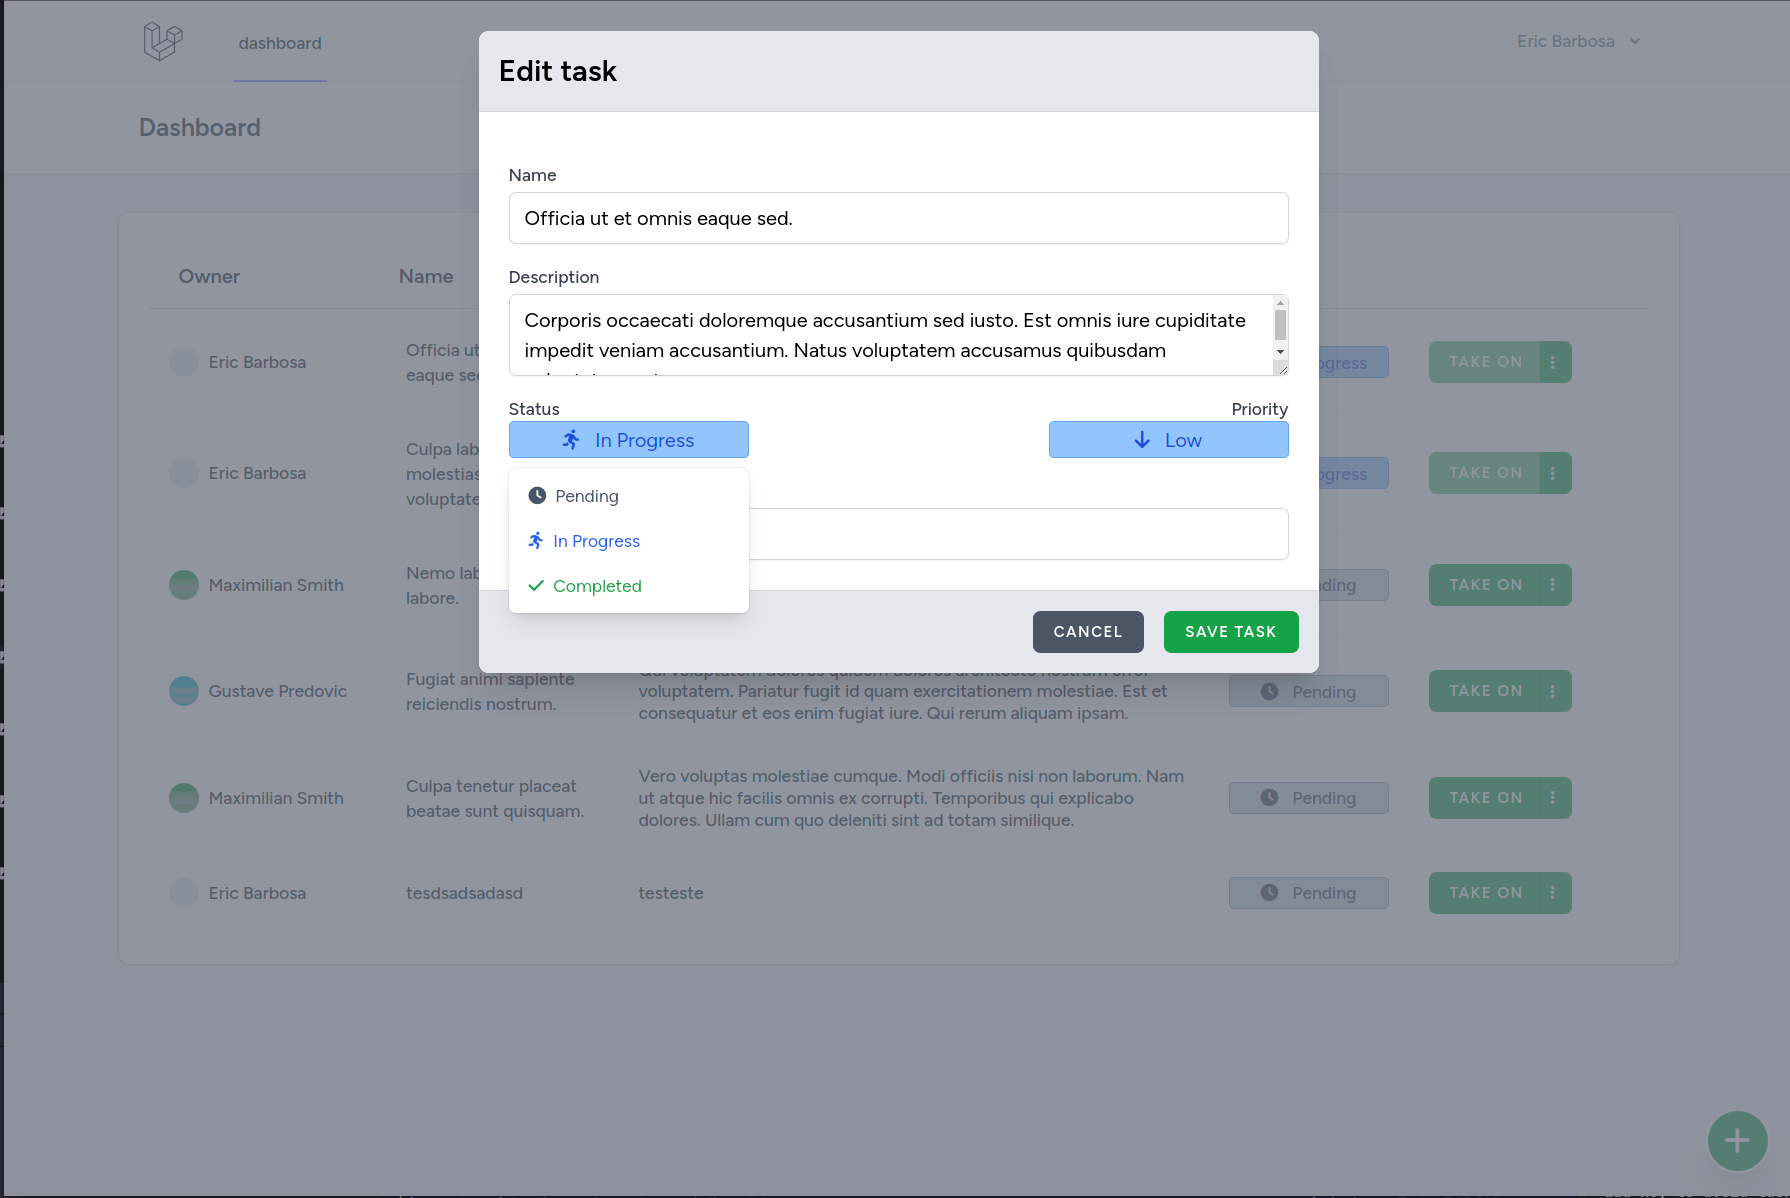 dashboard
Eric Barbosa
Dashboard
Edit task
Name
Officia ut et omnis eaque sed.
Description
Corporis occaecati doloremque accusantium sed iusto. Est omnis iure cupiditate
impedit veniam accusantium. Natus voluptatem accusamus quibusdam
Status
Priority
In Progress
Low
Pending
In Progress
Completed
CANCEL
SAVE TASK
Owner
Name
Eric Barbosa
Officia ut
eaque sed
TAKE ON
Eric Barbosa
Culpa lab
molestias
voluptate
TAKE ON
Maximilian Smith
Nemo lab
labore.
TAKE ON
Gustave Predovic
Fugiat animi sapiente
reiciendis nostrum.
voluptatem. Pariatur fugit id quam exercitationem molestiae. Est et
consequatur et eos enim fugiat iure. Qui rerum aliquam ipsam.
Pending
TAKE ON
Maximilian Smith
Culpa tenetur placeat
beatae sunt quisquam.
Vero voluptas molestiae cumque. Modi officiis nisi non laborum. Nam
ut atque hic facilis omnis ex corrupti. Temporibus qui explicabo
dolores. Ullam cum quo deleniti sint ad totam similique.
Pending
TAKE ON
Eric Barbosa
tesdsadsadasd
testeste
Pending
TAKE ON